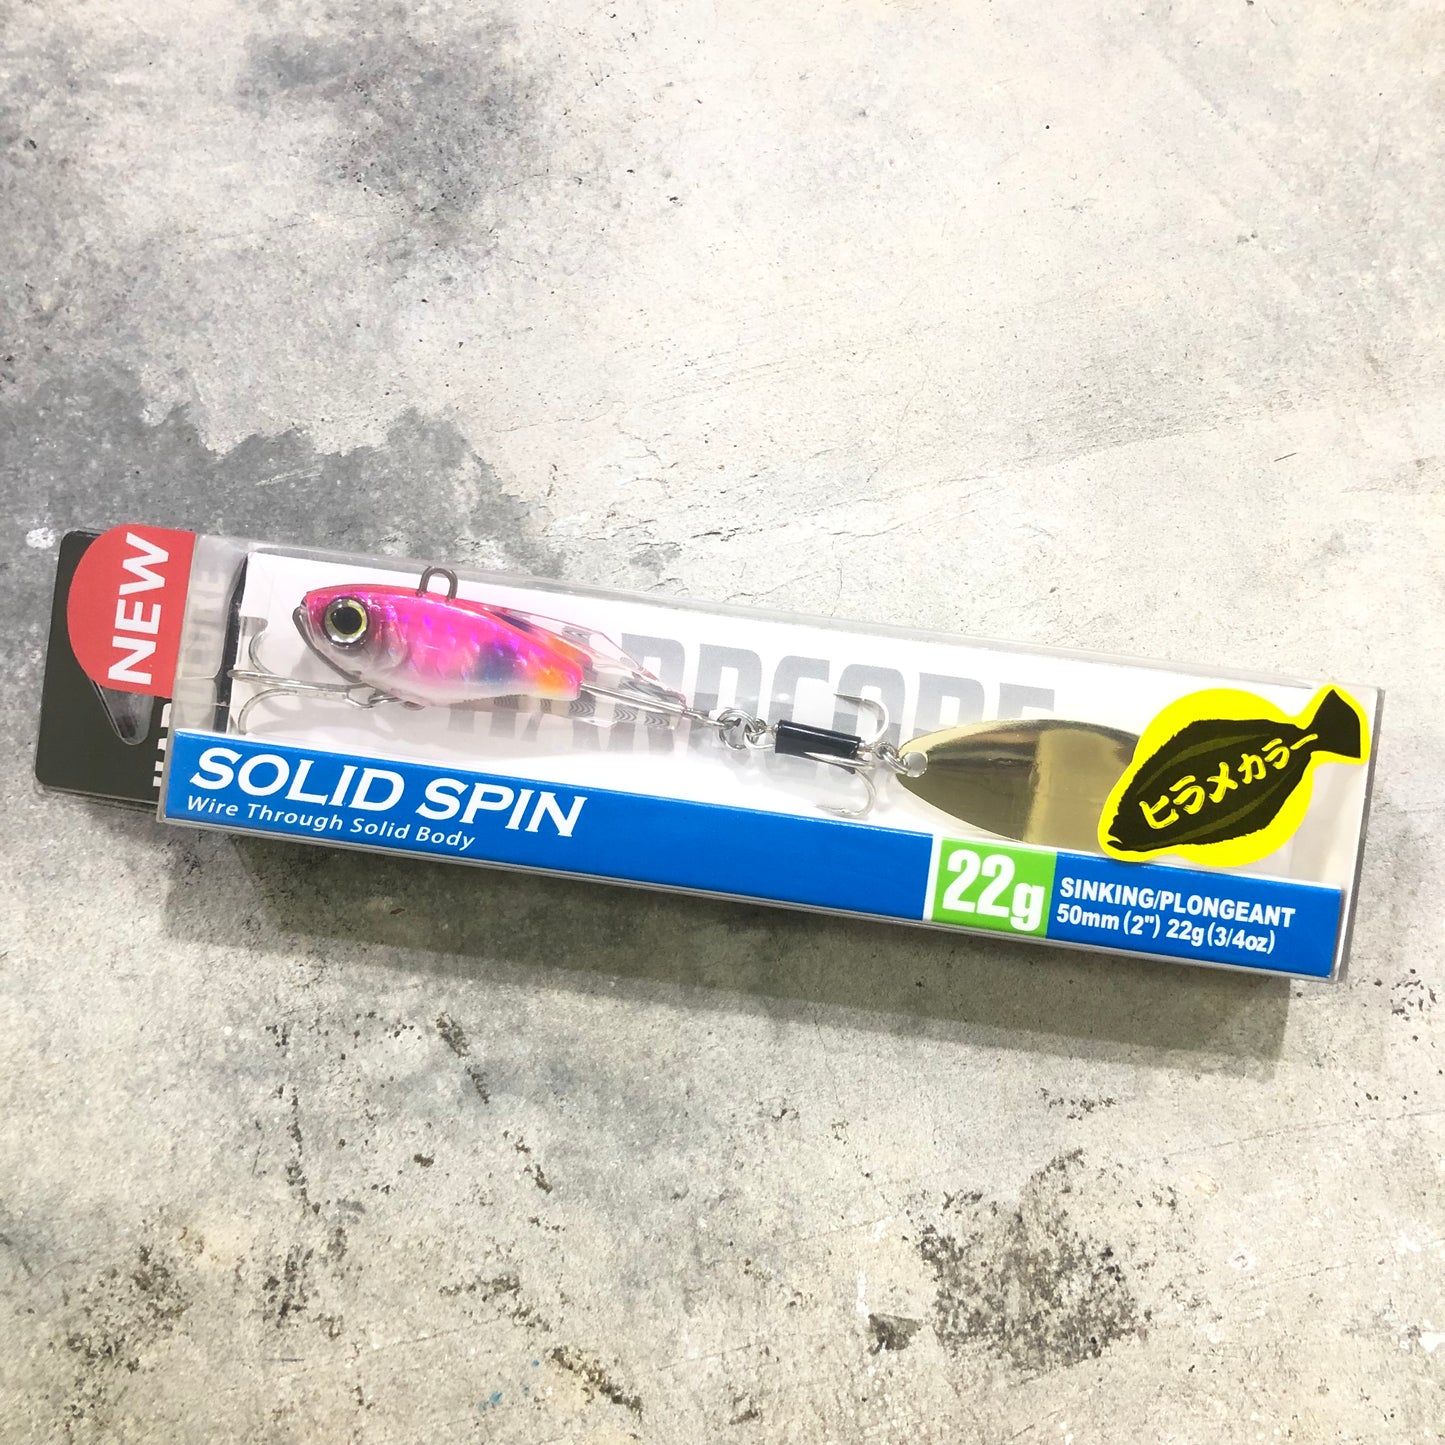 NEW
HARDCORE
SOLID SPIN
Wire Through Solid Body
ヒラメカラー
22g
SINKING/PLONGEANT
50mm (2") 22g (3/4oz)